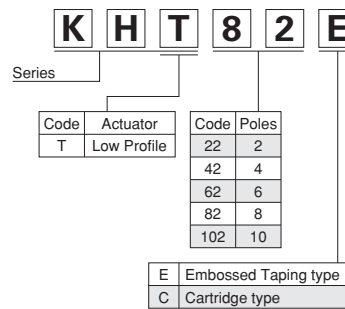 K H T 8 2 E
Series
Code Actuator
T Low Profile
Code Poles
22 2
42 4
62 6
82 8
102 10
E Embossed Taping type
C Cartridge type